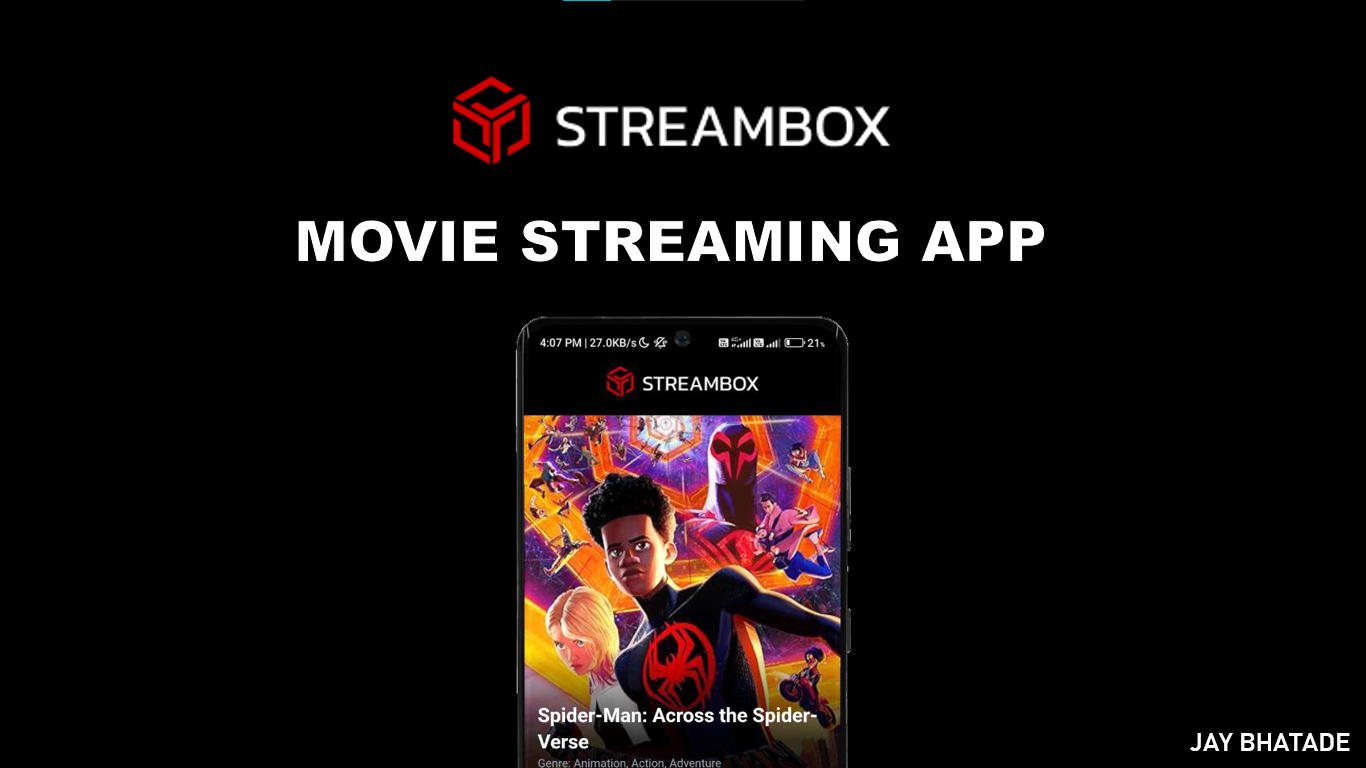 STREAMBOX
MOVIE STREAMING APP
4:07 PM | 27.0KB/s 4G+ 21%
STREAMBOX
Spider-Man: Across the Spider-
Verse
Genre: Animation, Action, Adventure
JAY BHATADE